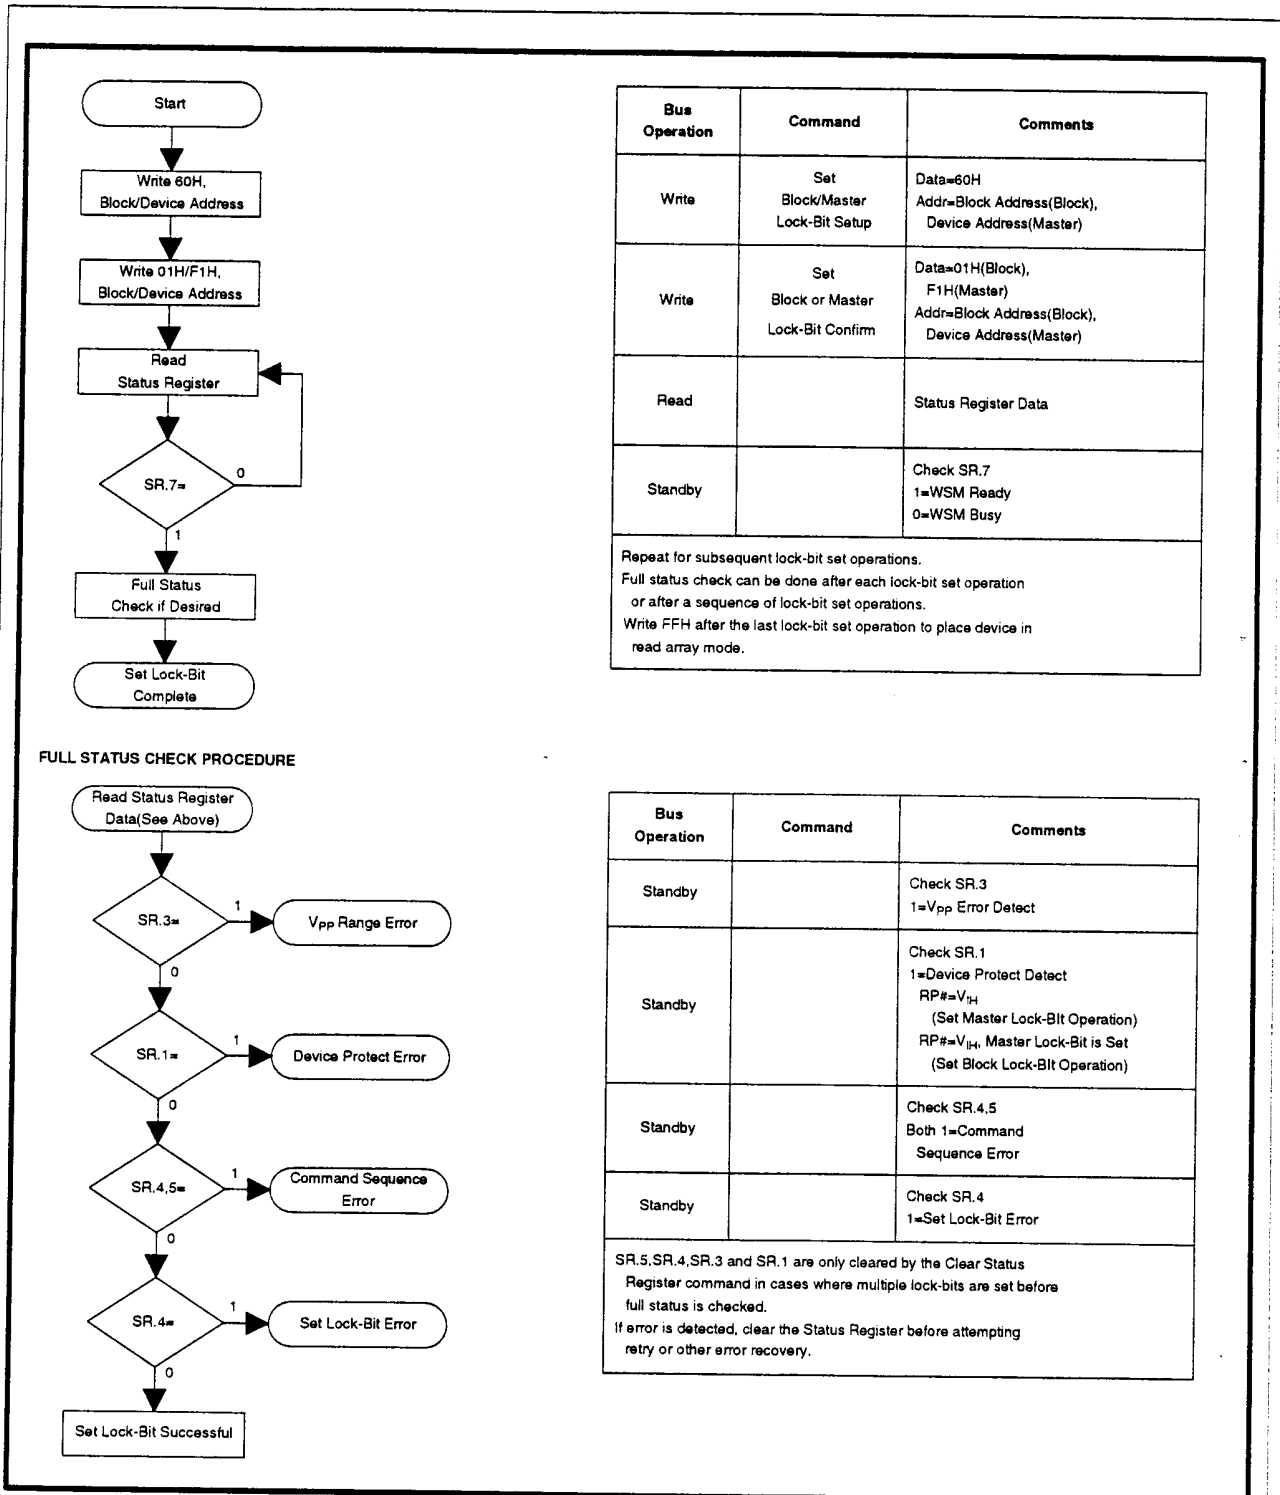 Start
Write 60H,
Block/Device Address
Write 01H/F1H,
Block/Device Address
Read
Status Register
SR.7=
0
1
Full Status
Check if Desired
Set Lock-Bit
Complete
Bus
Operation
Command
Comments
Write
Set
Block/Master
Lock-Bit Setup
Data=60H
Addr=Block Address(Block),
Device Address(Master)
Write
Set
Block or Master
Lock-Bit Confirm
Data=01H(Block),
F1H(Master)
Addr=Block Address(Block),
Device Address(Master)
Read
Status Register Data
Standby
Check SR.7
1=WSM Ready
0=WSM Busy
Repeat for subsequent lock-bit set operations.
Full status check can be done after each lock-bit set operation
or after a sequence of lock-bit set operations.
Write FFH after the last lock-bit set operation to place device in
read array mode.
FULL STATUS CHECK PROCEDURE
Read Status Register
Data(See Above)
SR.3=
1
VPP Range Error
0
SR.1=
1
Device Protect Error
0
SR.4,5=
1
Command Sequence
Error
0
SR.4=
1
Set Lock-Bit Error
0
Set Lock-Bit Successful
Bus
Operation
Command
Comments
Standby
Check SR.3
1=VPP Error Detect
Standby
Check SR.1
1=Device Protect Detect
RP#=VIH
(Set Master Lock-BIt Operation)
RP#=VIH, Master Lock-Bit is Set
(Set Block Lock-BIt Operation)
Standby
Check SR.4,5
Both 1=Command
Sequence Error
Standby
Check SR.4
1=Set Lock-Bit Error
SR.5,SR.4,SR.3 and SR.1 are only cleared by the Clear Status
Register command in cases where multiple lock-bits are set before
full status is checked.
If error is detected, clear the Status Register before attempting
retry or other error recovery.